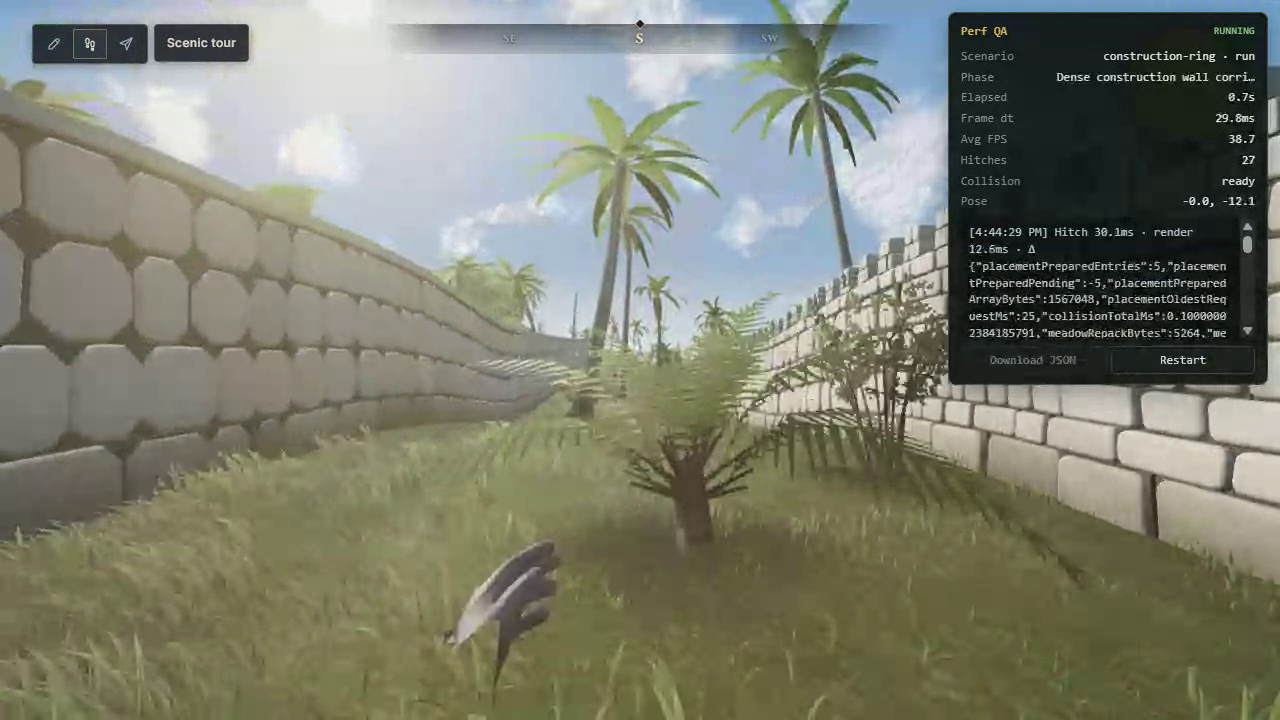 Scenic tour
SE S SW
Perf QA RUNNING
Scenario construction-ring · run
Phase Dense construction wall corri…
Elapsed 0.7s
Frame dt 29.8ms
Avg FPS 38.7
Hitches 27
Collision ready
Pose -0.0, -12.1
[4:44:29 PM] Hitch 30.1ms · render
12.6ms · Δ
{"placementPreparedEntries":5,"placemen
tPreparedPending":-5,"placementPrepared
ArrayBytes":1567048,"placementOldestReq
uestMs":25,"collisionTotalMs":0.1000000
2384185791,"meadowRepackBytes":5264,"me
Download JSON Restart